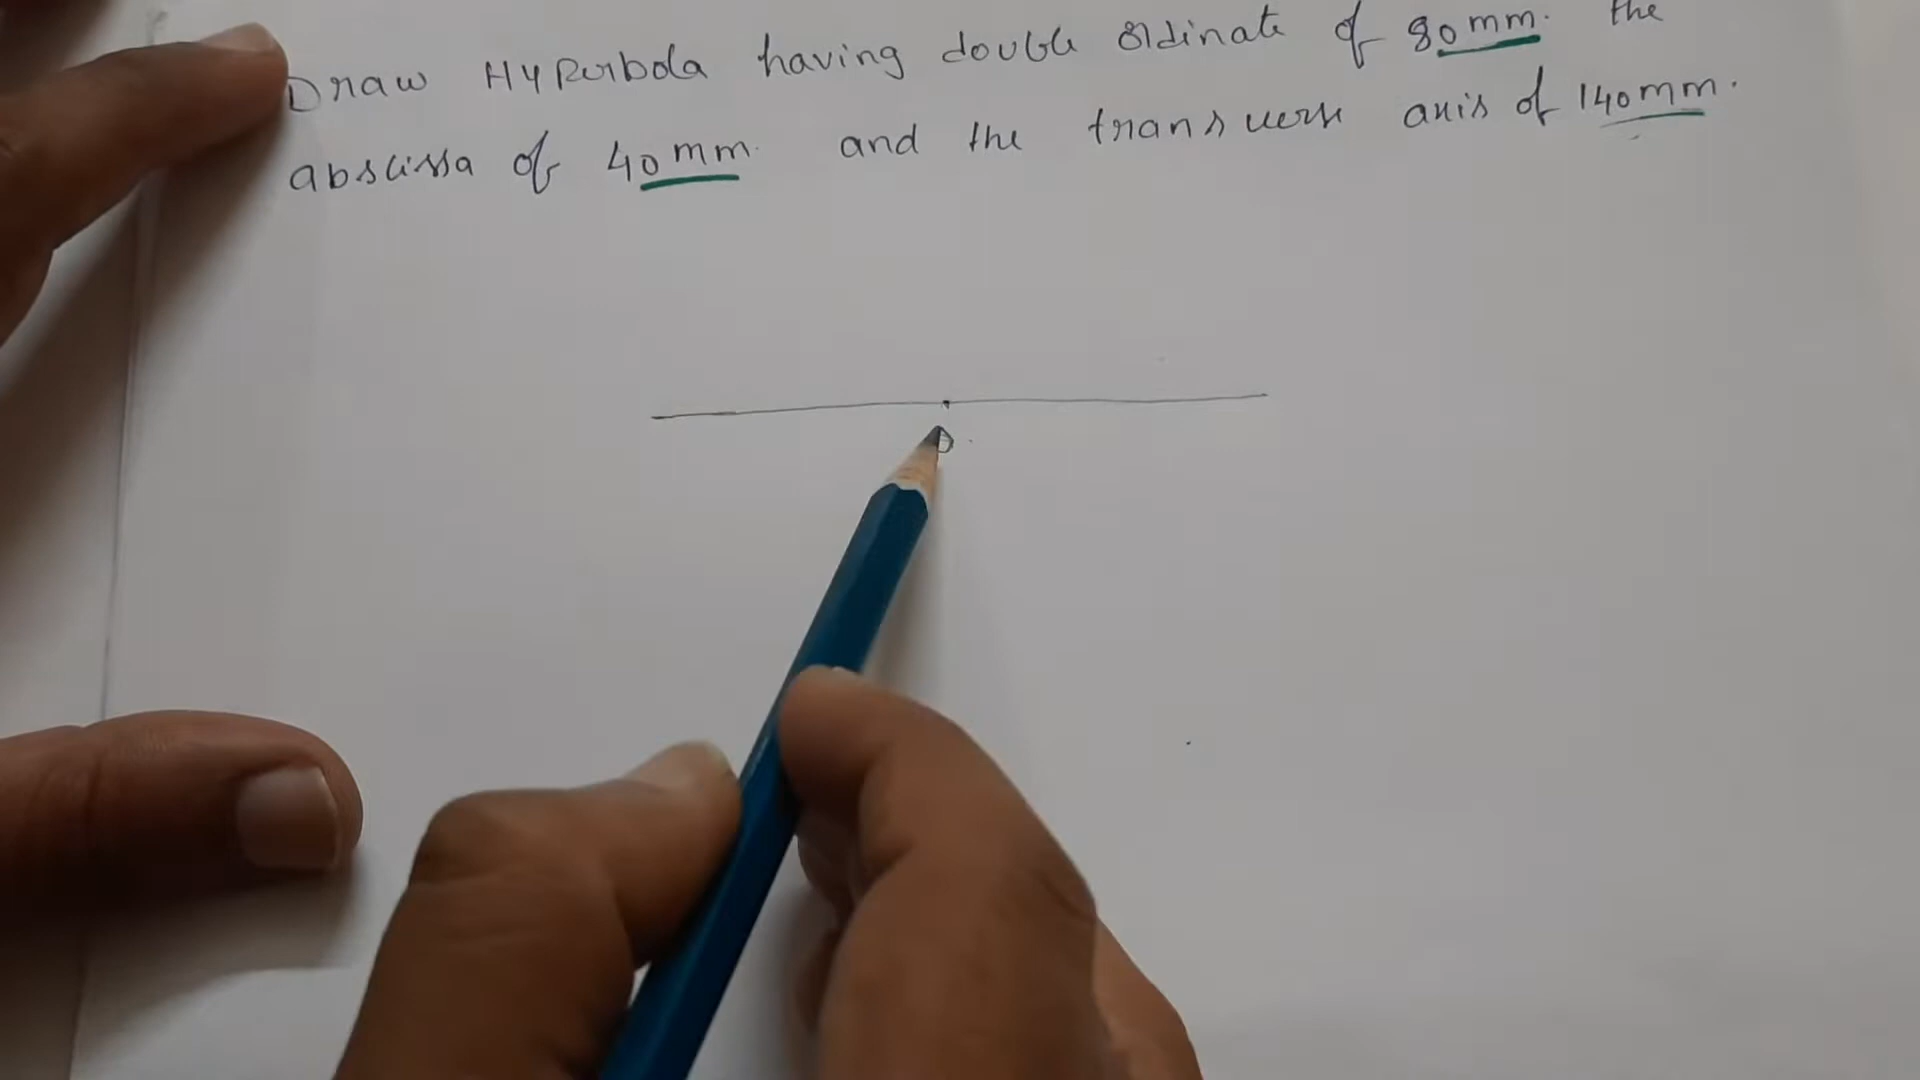 Draw Hyperbola having double ordinate of 80mm. the
abscissa of 40mm. and the transverse axis of 140mm.